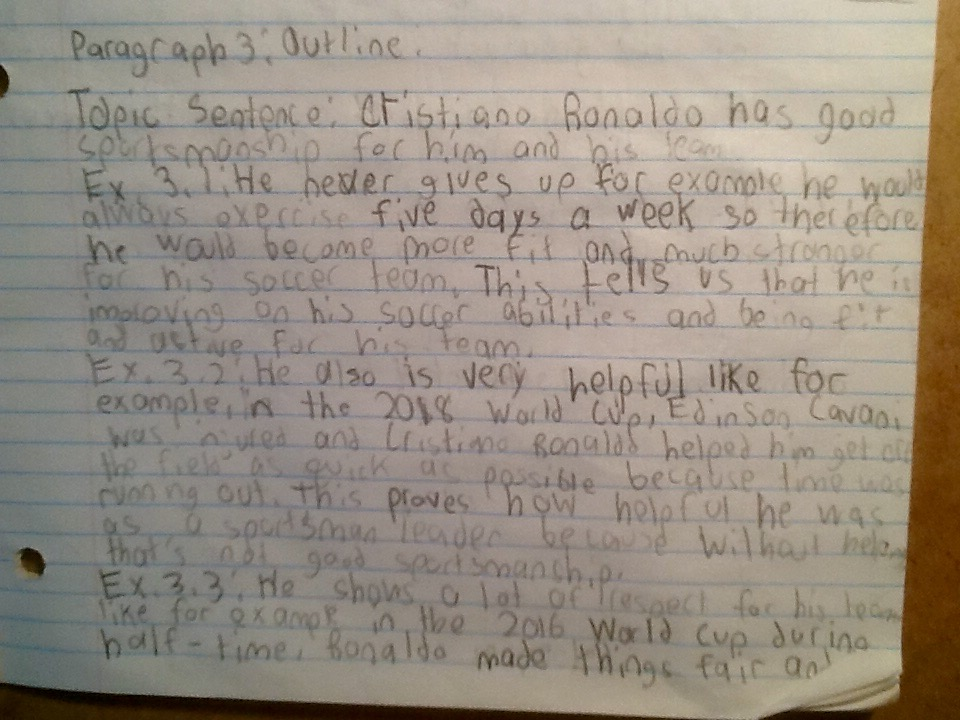 Paragraph 3: Outline.
Topic Sentence: Cristiano Ronaldo has good
sportsmanship for him and his team.
Ex. 3.1: He never gives up for example he would
always exercise five days a week so therefore
he would become more fit and much stronger
for his soccer team. This tells us that he is
improving on his soccer abilities and being fit
and active for his team.
Ex. 3.2: He also is very helpful like for
example, in the 2018 World Cup, Edinson Cavani
was injured and Cristiano Ronaldo helped him get off
the field as quick as possible because time was
running out. This proves how helpful he was
as a sportsman leader because without
that's not good sportsmanship.
Ex. 3.3: He shows a lot of respect for his team
like for example in the 2016 World Cup during
half-time, Ronaldo made things fair and